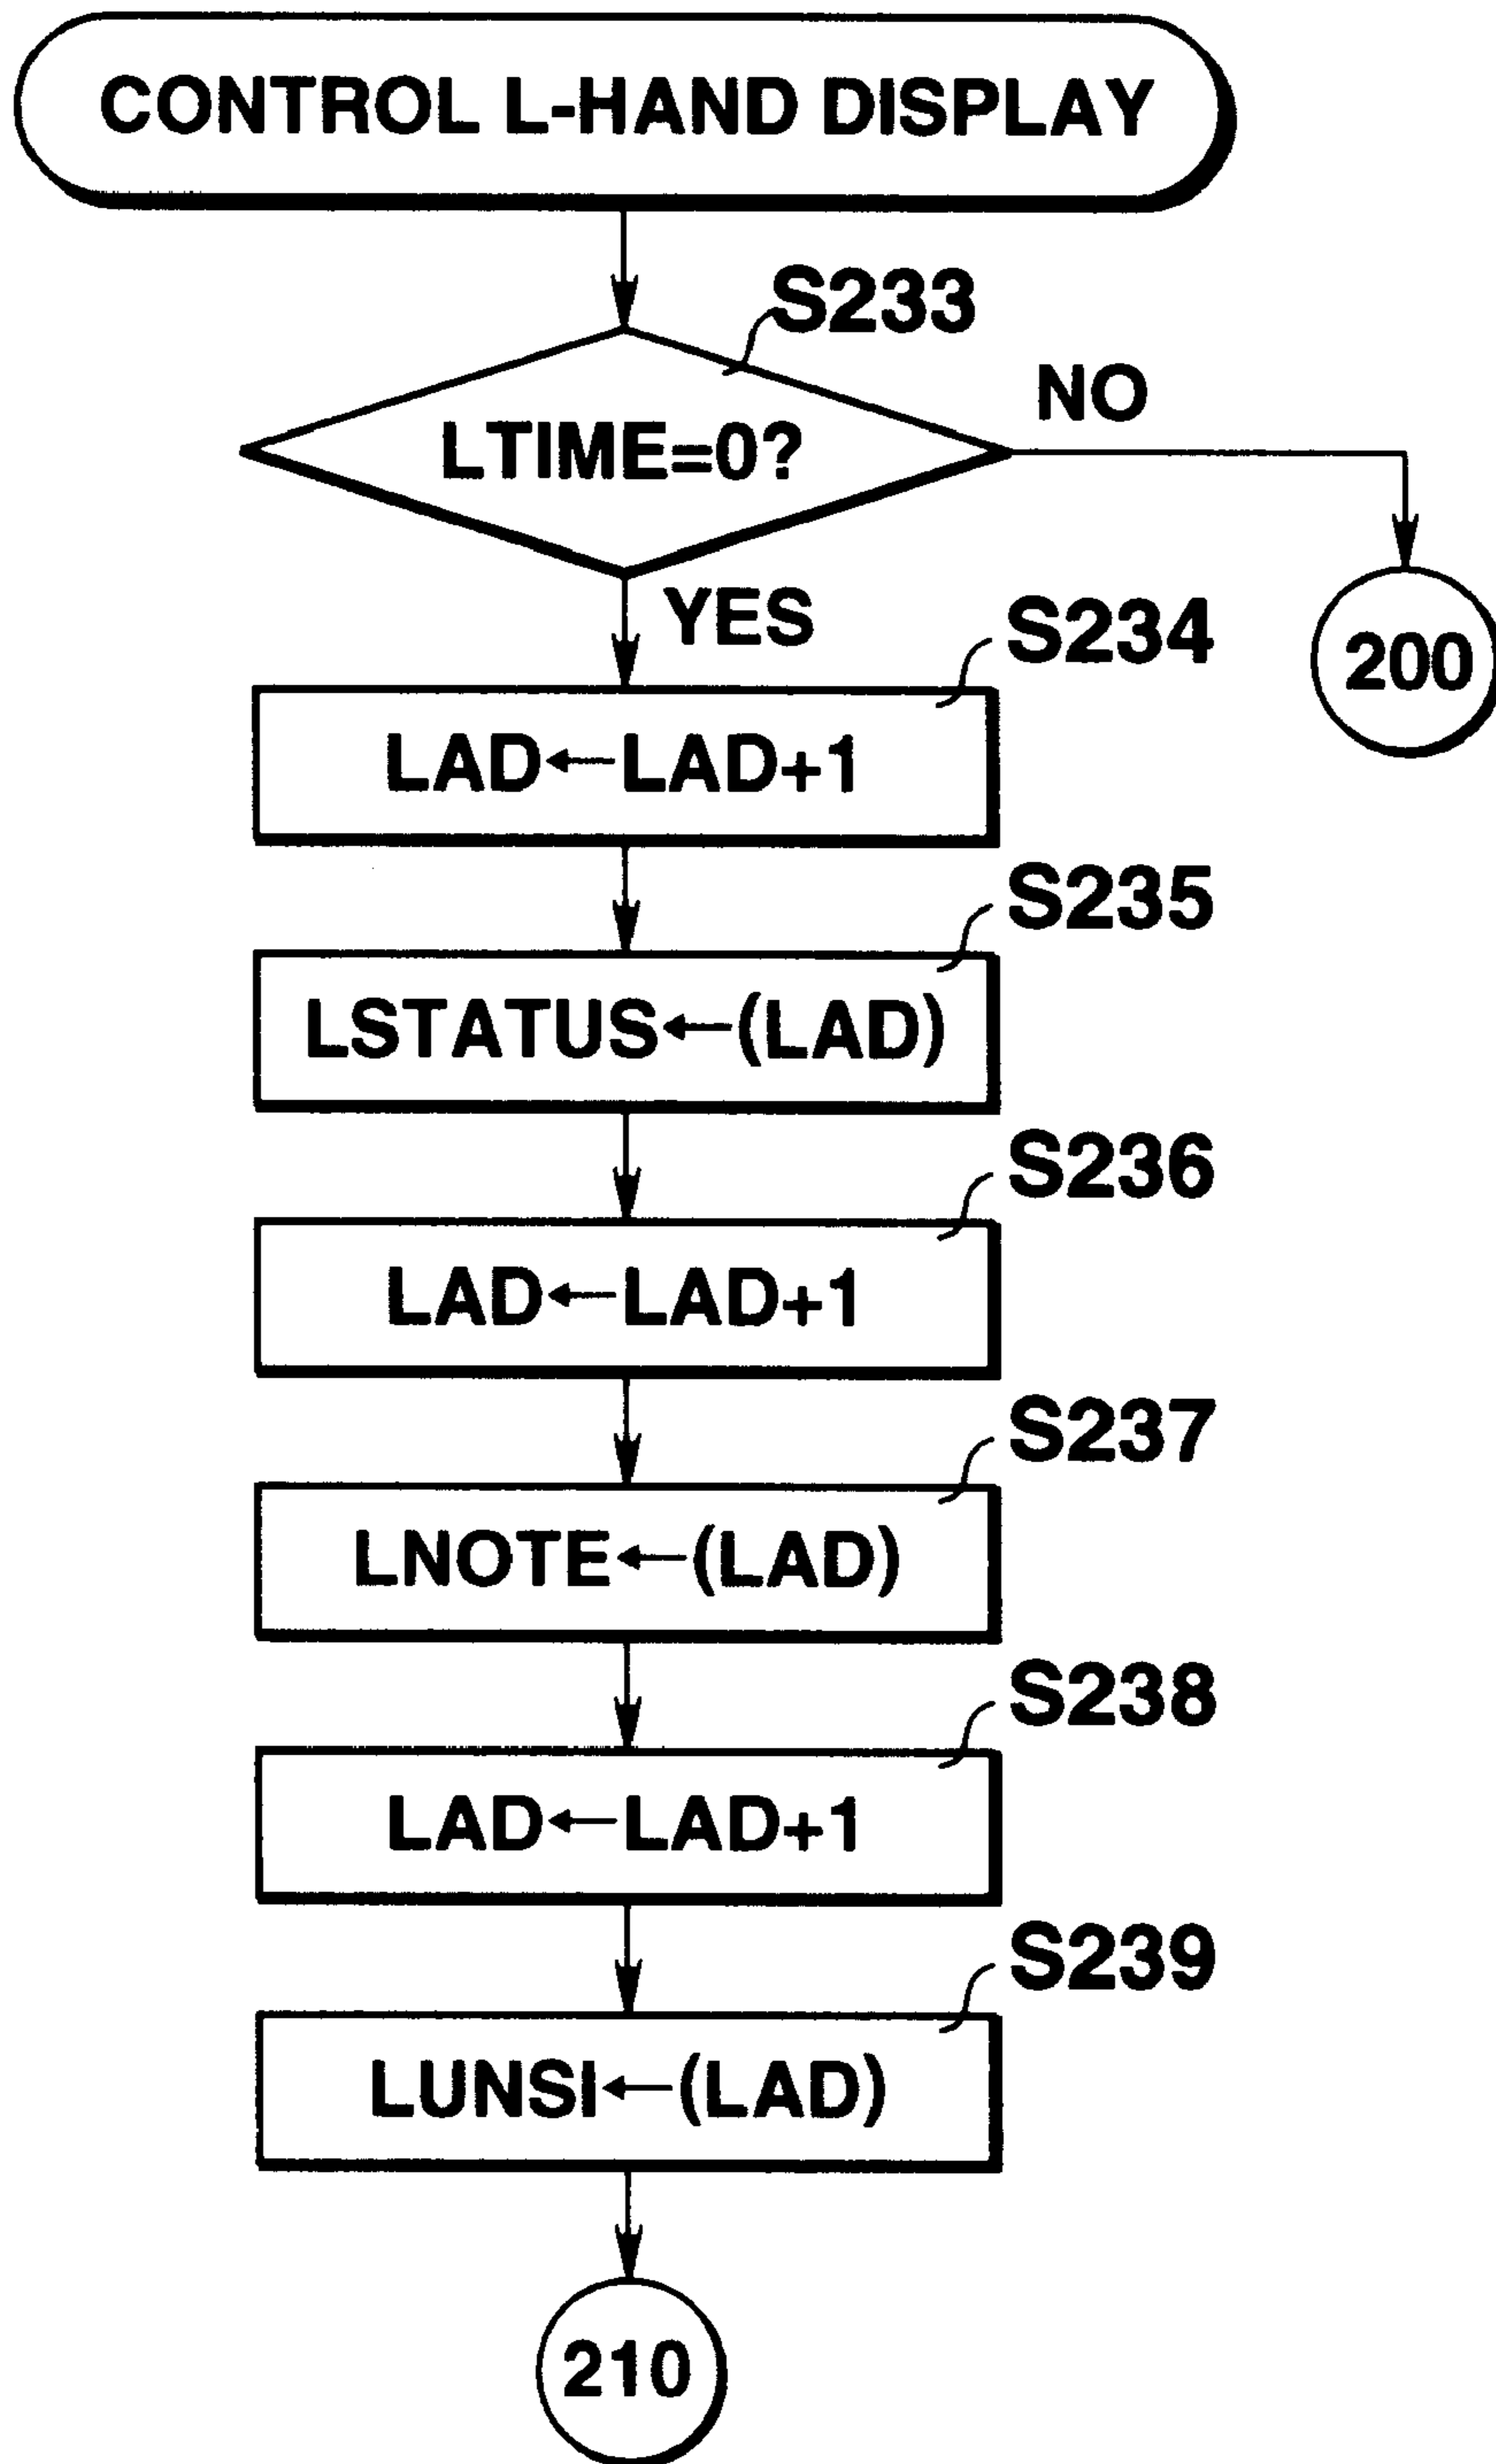 CONTROL L-HAND DISPLAY
S233
LTIME=0?
NO
YES
200
S234
LAD←LAD+1
S235
LSTATUS←(LAD)
S236
LAD←LAD+1
S237
LNOTE←(LAD)
S238
LAD←LAD+1
S239
LUNSI←(LAD)
210